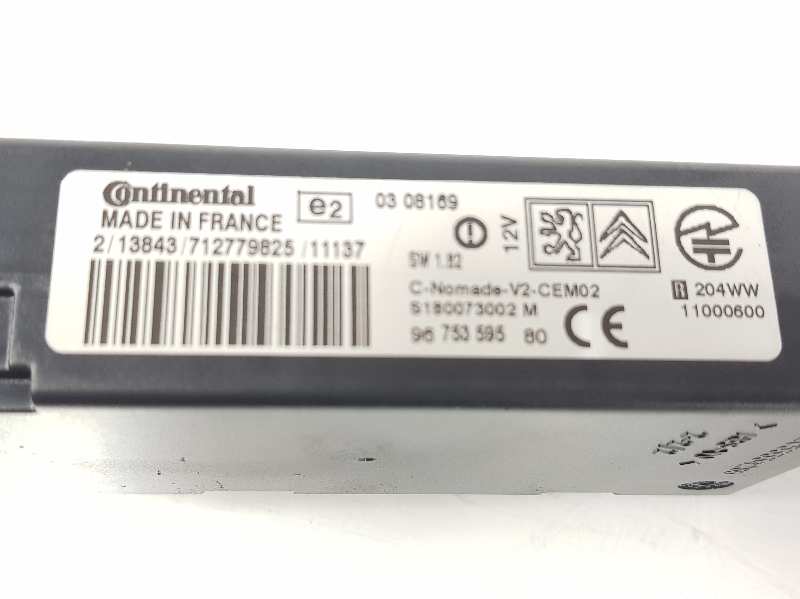 Continental
MADE IN FRANCE
2/13843/712779825/11137
e2
03 08169
SW 1.82
12V
C-Nomade-V2-CEM02
S180073002 M
96 753 595 80
CE
R 204WW
11000600